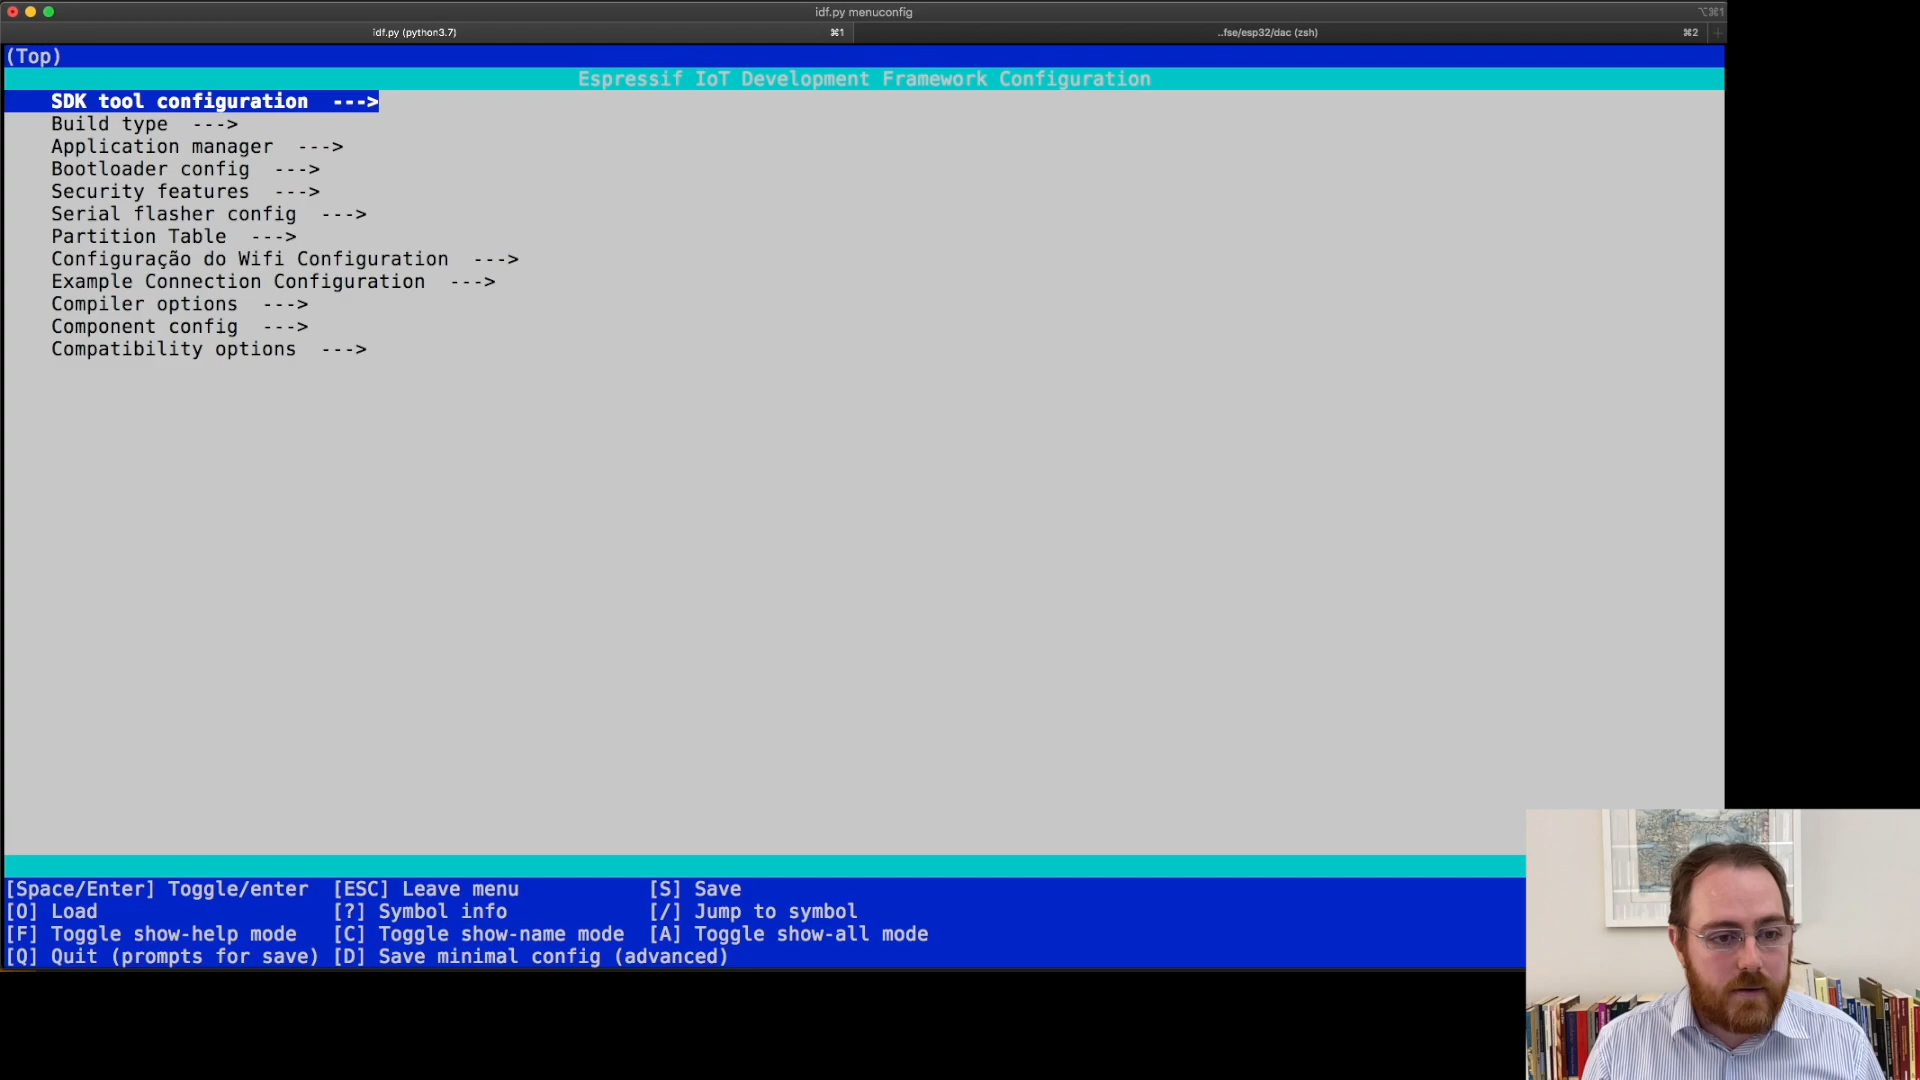 idf.py menuconfig
⌥⌘1
idf.py (python3.7)
⌘1
..fse/esp32/dac (zsh)
⌘2
+
(Top)
Espressif IoT Development Framework Configuration
SDK tool configuration  --->
Build type  --->
Application manager  --->
Bootloader config  --->
Security features  --->
Serial flasher config  --->
Partition Table  --->
Configuração do Wifi Configuration  --->
Example Connection Configuration  --->
Compiler options  --->
Component config  --->
Compatibility options  --->
[Space/Enter] Toggle/enter  [ESC] Leave menu           [S] Save
[O] Load                    [?] Symbol info            [/] Jump to symbol
[F] Toggle show-help mode   [C] Toggle show-name mode  [A] Toggle show-all mode
[Q] Quit (prompts for save) [D] Save minimal config (advanced)